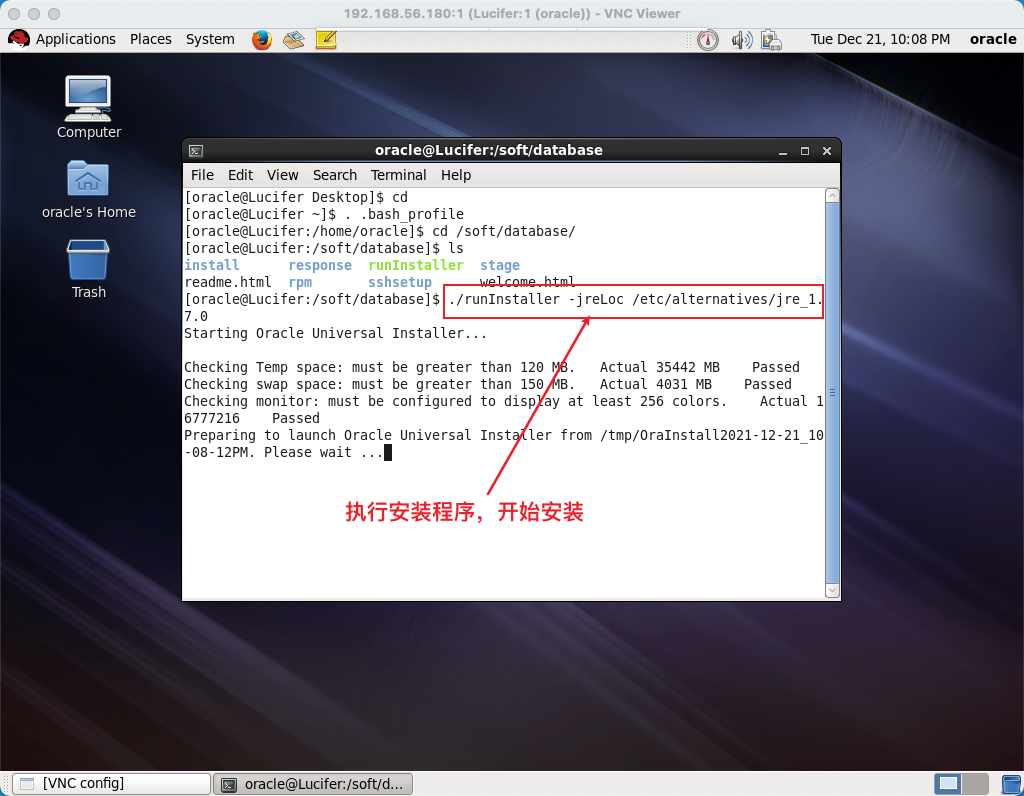 192.168.56.180:1 (Lucifer:1 (oracle)) - VNC Viewer
Applications Places System Tue Dec 21, 10:08 PM oracle
Computer
oracle's Home
Trash
oracle@Lucifer:/soft/database
File Edit View Search Terminal Help
[oracle@Lucifer Desktop]$ cd
[oracle@Lucifer ~]$ . .bash_profile
[oracle@Lucifer:/home/oracle]$ cd /soft/database/
[oracle@Lucifer:/soft/database]$ ls
install response runInstaller stage
readme.html rpm sshsetup welcome.html
[oracle@Lucifer:/soft/database]$ ./runInstaller -jreLoc /etc/alternatives/jre_1.
7.0
Starting Oracle Universal Installer...
Checking Temp space: must be greater than 120 MB. Actual 35442 MB Passed
Checking swap space: must be greater than 150 MB. Actual 4031 MB Passed
Checking monitor: must be configured to display at least 256 colors. Actual 1
6777216 Passed
Preparing to launch Oracle Universal Installer from /tmp/OraInstall2021-12-21_10
-08-12PM. Please wait ...
执行安装程序，开始安装
[VNC config] oracle@Lucifer:/soft/d...